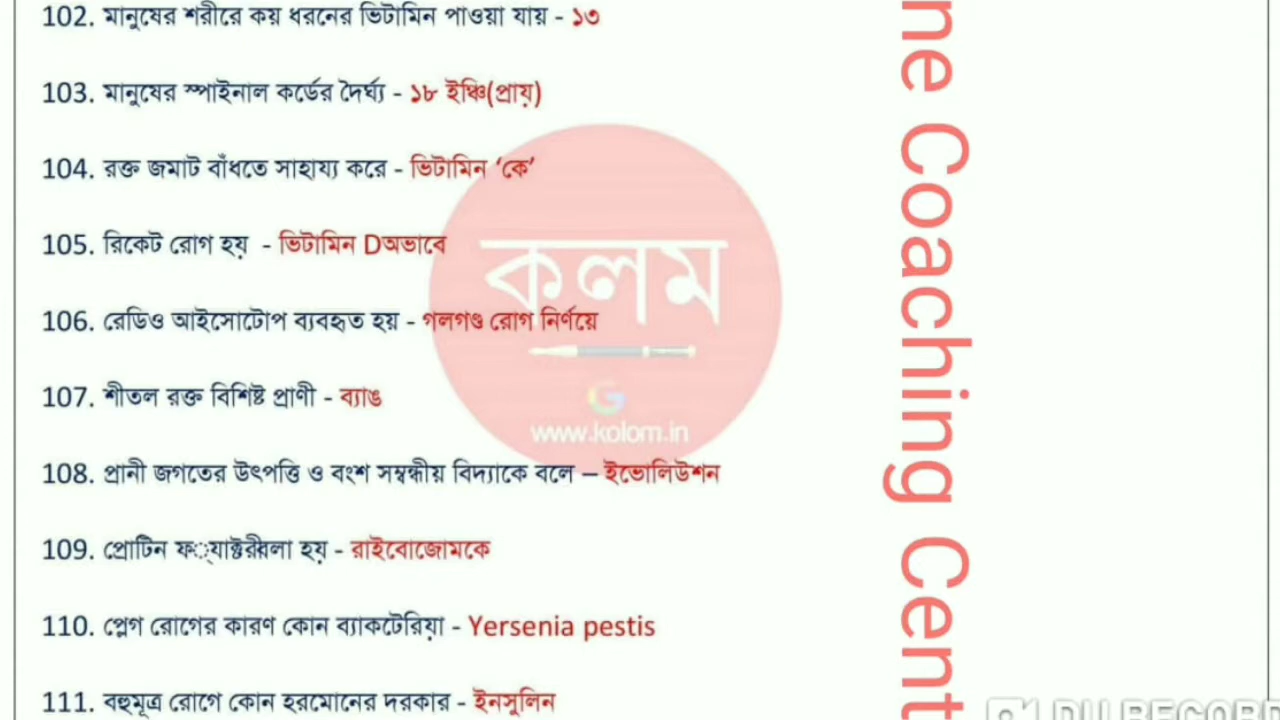 102. মানুষের শরীরে কয় ধরনের ভিটামিন পাওয়া যায় - ১৩
103. মানুষের স্পাইনাল কর্ডের দৈর্ঘ্য - ১৮ ইঞ্চি(প্রায়)
104. রক্ত জমাট বাঁধতে সাহায্য করে - ভিটামিন ‘কে’
105. রিকেট রোগ হয় - ভিটামিন Dঅভাবে
106. রেডিও আইসোটোপ ব্যবহৃত হয় - গলগণ্ড রোগ নির্ণয়ে
107. শীতল রক্ত বিশিষ্ট প্রাণী - ব্যাঙ
108. প্রানী জগতের উৎপত্তি ও বংশ সম্বন্ধীয় বিদ্যাকে বলে – ইভোলিউশন
109. প্রোটিন হয় - রাইবোজোমকে
110. প্লেগ রোগের কারণ কোন ব্যাকটেরিয়া - Yersenia pestis
111. বহুমূত্র রোগে কোন হরমোনের দরকার - ইনসুলিন
কলম
www.kolom.in
Coaching